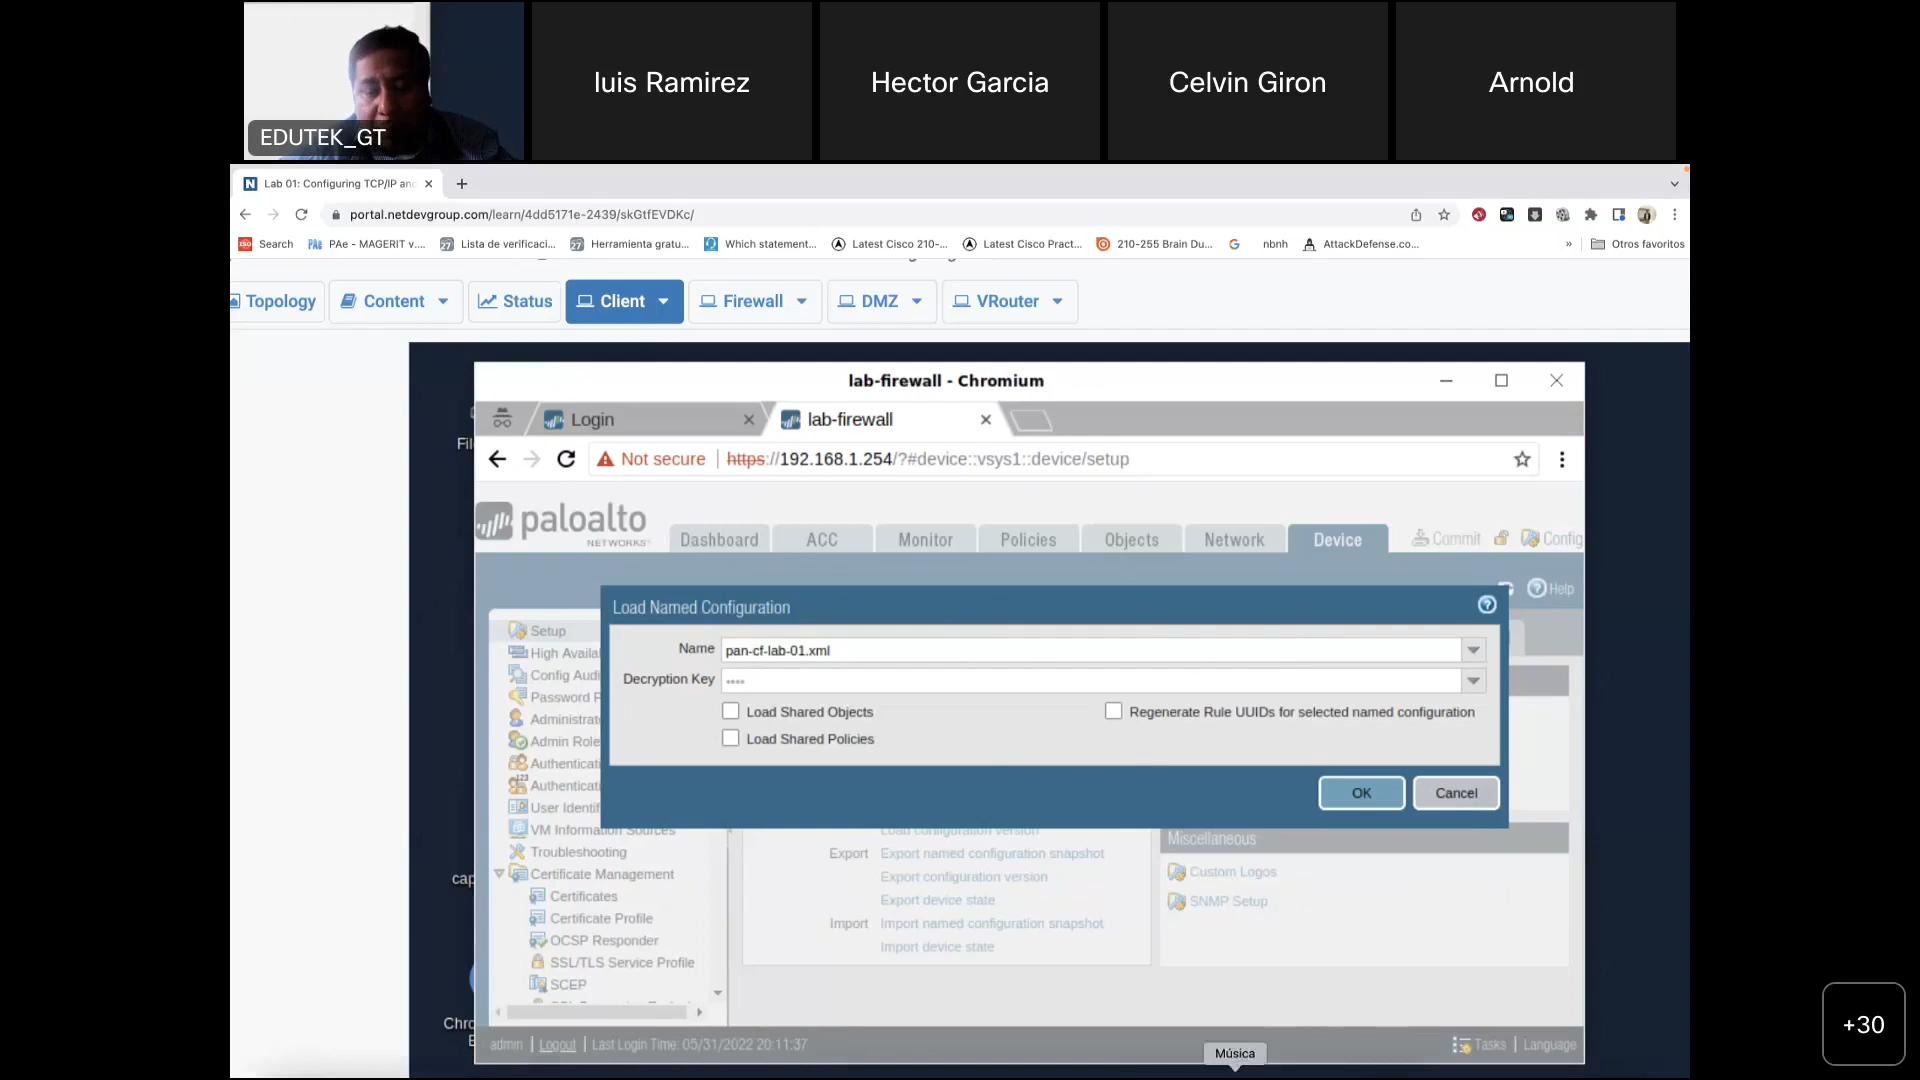 EDUTEK_GT
luis Ramirez
Hector Garcia
Celvin Giron
Arnold
Lab 01: Configuring TCP/IP an
portal.netdevgroup.com/learn/4dd5171e-2439/skGtfEVDKc/
Search
PAe - MAGERIT v....
Lista de verificaci...
Herramienta gratu...
Which statement...
Latest Cisco 210-...
Latest Cisco Pract...
210-255 Brain Du...
nbnh
AttackDefense.co...
»
Otros favoritos
Topology
Content
Status
Client
Firewall
DMZ
VRouter
lab-firewall - Chromium
Login
lab-firewall
Not secure | https://192.168.1.254/?#device::vsys1::device/setup
paloalto
NETWORKS
Dashboard
ACC
Monitor
Policies
Objects
Network
Device
Commit
Config
Help
Load Named Configuration
Name pan-cf-lab-01.xml
Decryption Key ••••
Load Shared Objects
Regenerate Rule UUIDs for selected named configuration
Load Shared Policies
OK
Cancel
Setup
High Availa
Config Audi
Password P
Administrat
Admin Role
Authenticati
Authenticati
User Identif
VM Information Sources
Troubleshooting
Certificate Management
Certificates
Certificate Profile
OCSP Responder
SSL/TLS Service Profile
SCEP
Load configuration version
Export Export named configuration snapshot
Export configuration version
Export device state
Import Import named configuration snapshot
Import device state
Miscellaneous
Custom Logos
SNMP Setup
Fil
cap
Chro
admin | Logout | Last Login Time: 05/31/2022 20:11:37
Tasks | Language
Música
+30